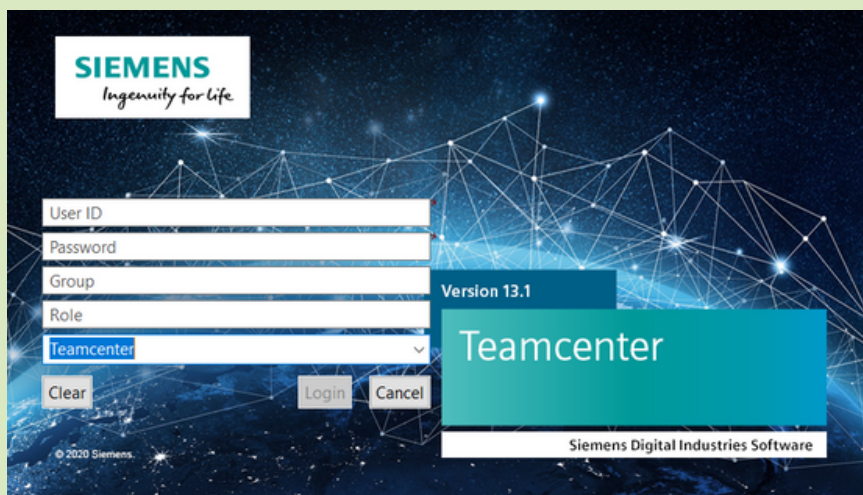 SIEMENS
Ingenuity for life
User ID
Password
Group
Role
Teamcenter
Clear
Login
Cancel
© 2020 Siemens.
Version 13.1
Teamcenter
Siemens Digital Industries Software